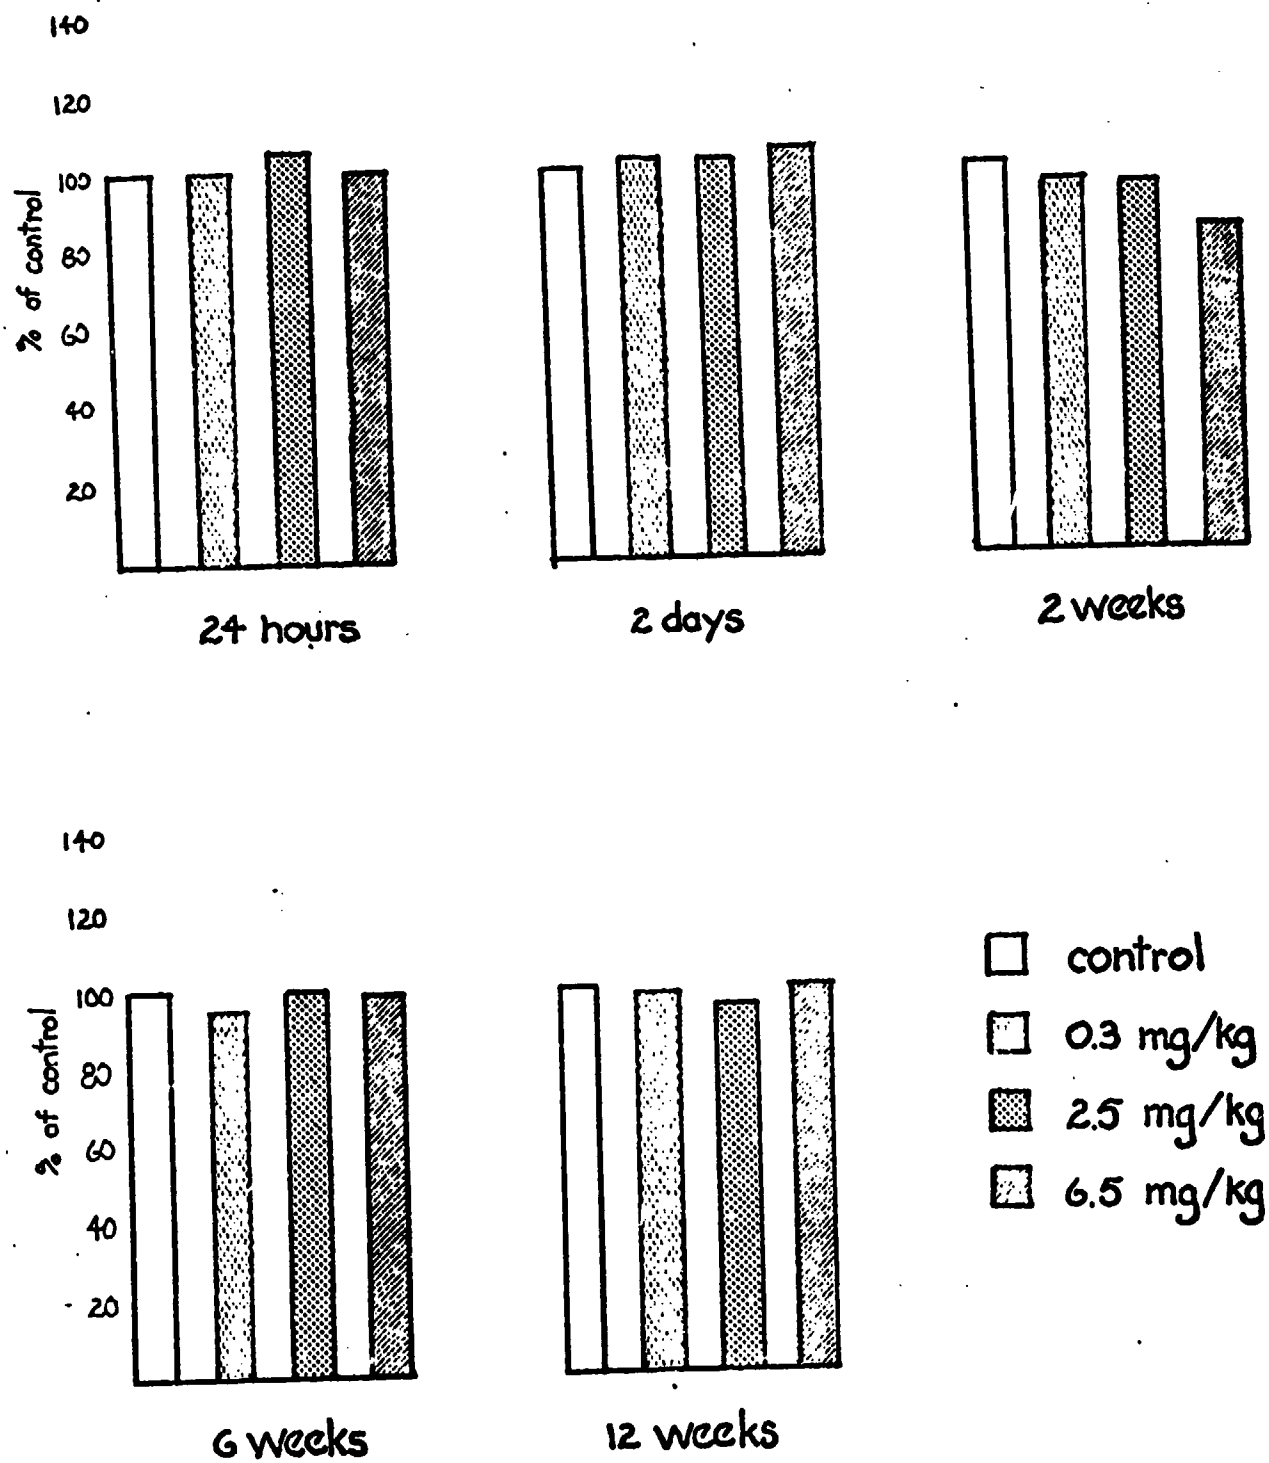 140
120
100
80
60
40
20
% of control
24 hours
2 days
2 weeks
140
120
100
80
60
40
20
% of control
6 weeks
12 weeks
control
0.3 mg/kg
2.5 mg/kg
6.5 mg/kg